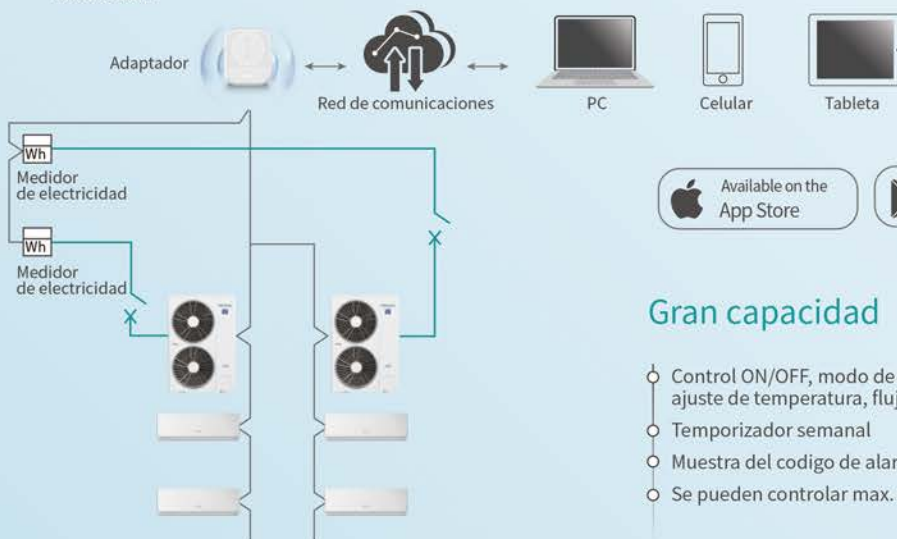 Adaptador
Red de comunicaciones
PC
Celular
Tableta
Wh
Medidor
de electricidad
Wh
Medidor
de electricidad
Available on the
App Store
Gran capacidad
Control ON/OFF, modo de
ajuste de temperatura,
Temporizador semanal
Muestra del codigo de
Se pueden controlar max.